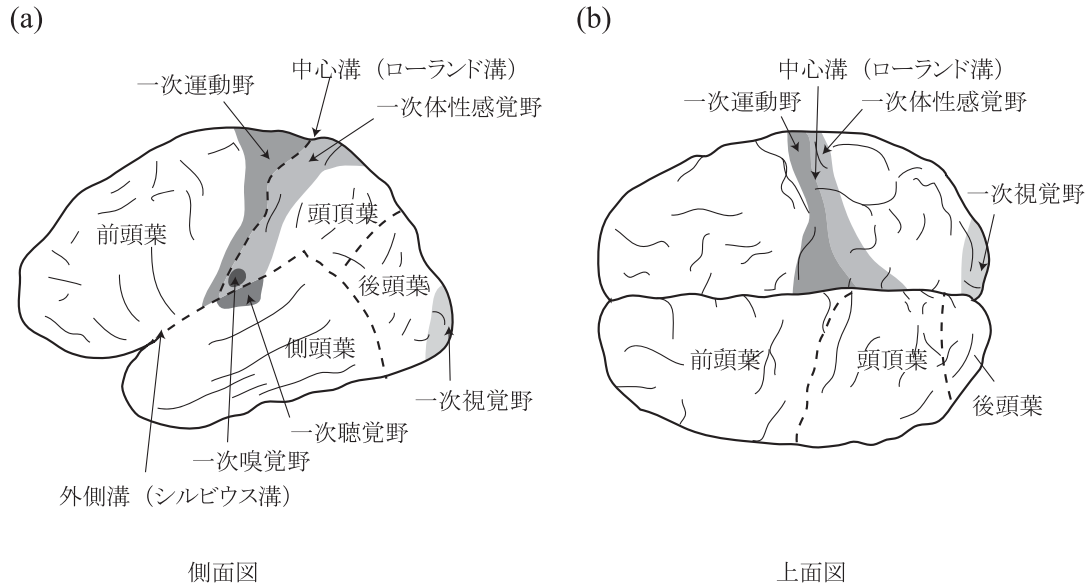 (a)
中心溝（ローランド溝）
一次運動野
一次体性感覚野
頭頂葉
前頭葉
後頭葉
側頭葉
一次視覚野
一次聴覚野
一次嗅覚野
外側溝（シルビウス溝）
側面図
(b)
中心溝（ローランド溝）
一次運動野
一次体性感覚野
一次視覚野
前頭葉
頭頂葉
後頭葉
上面図